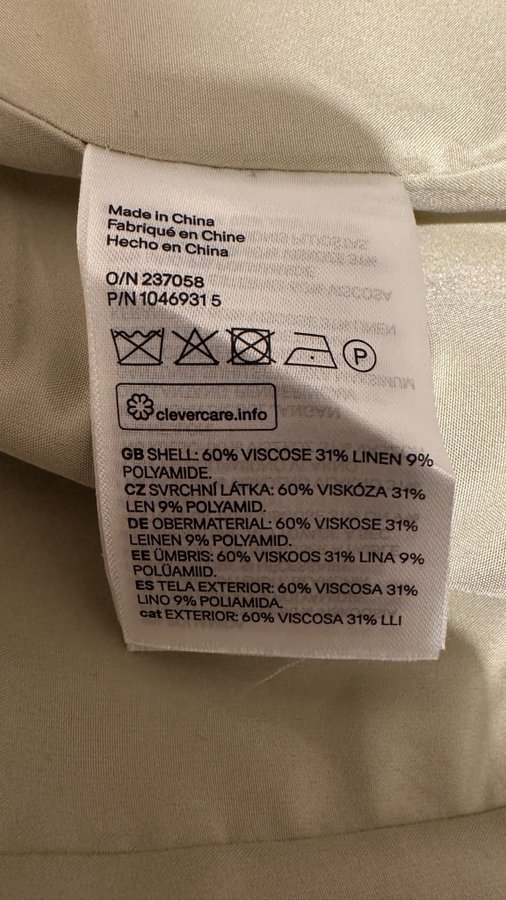 Made in China
Fabriqué en Chine
Hecho en China
O/N 237058
P/N 1046931 5
P
clevercare.info
GB SHELL: 60% VISCOSE 31% LINEN 9%
POLYAMIDE.
CZ SVRCHNÍ LÁTKA: 60% VISKÓZA 31%
LEN 9% POLYAMID.
DE OBERMATERIAL: 60% VISKOSE 31%
LEINEN 9% POLYAMID.
EE ÜMBRIS: 60% VISKOOS 31% LINA 9%
POLÜAMIID.
ES TELA EXTERIOR: 60% VISCOSA 31%
LINO 9% POLIAMIDA.
cat EXTERIOR: 60% VISCOSA 31% LLI